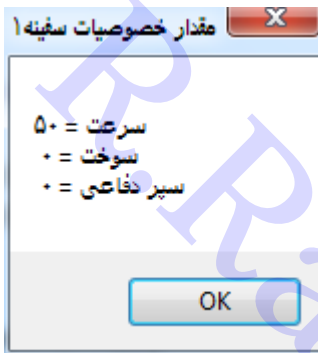 مقدار خصوصیات سفینه۱
سرعت = ۵۰
سوخت = ۰
سپر دفاعی = ۰
OK